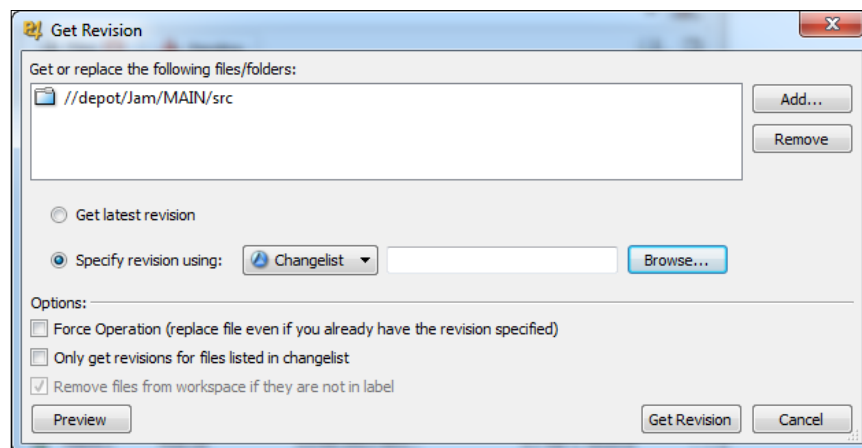 Get Revision
Get or replace the following files/folders:
//depot/Jam/MAIN/src
Add...
Remove
Get latest revision
Specify revision using: Changelist Browse...
Options:
Force Operation (replace file even if you already have the revision specified)
Only get revisions for files listed in changelist
Remove files from workspace if they are not in label
Preview Get Revision Cancel